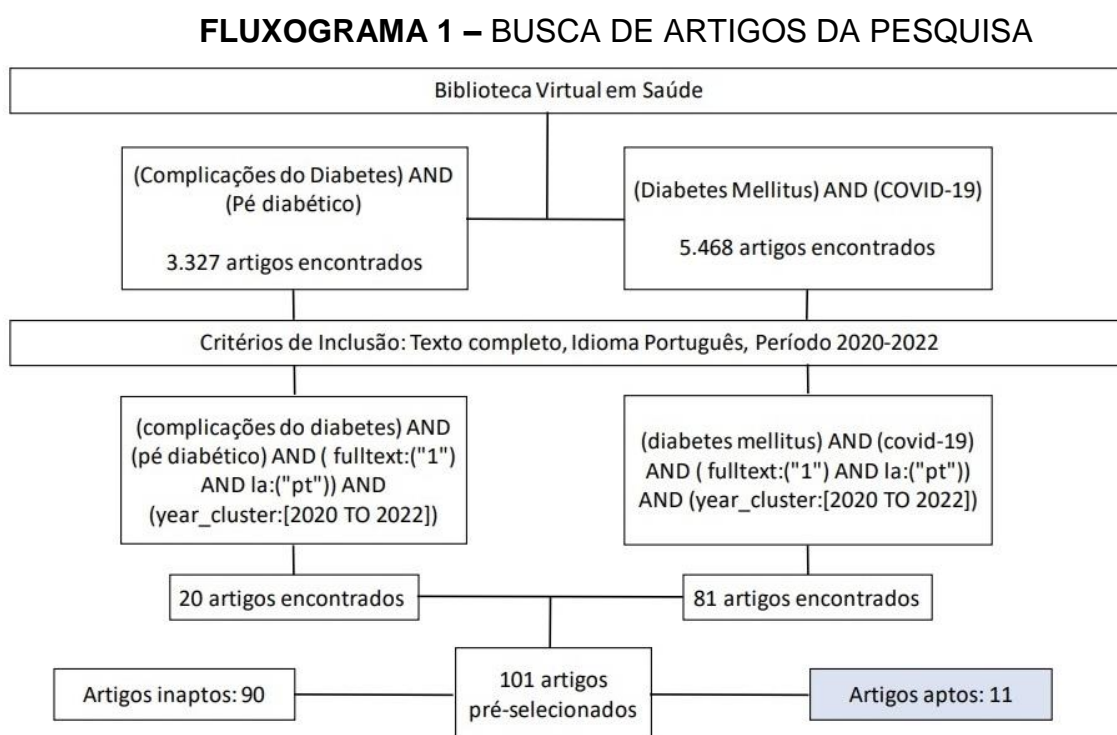 FLUXOGRAMA 1 – BUSCA DE ARTIGOS DA PESQUISA
Biblioteca Virtual em Saúde
(Complicações do Diabetes) AND
(Pé diabético)
3.327 artigos encontrados
(Diabetes Mellitus) AND (COVID-19)
5.468 artigos encontrados
Critérios de Inclusão: Texto completo, Idioma Português, Período 2020-2022
(complicações do diabetes) AND
(pé diabético) AND ( fulltext:("1")
AND la:("pt")) AND
(year_cluster:[2020 TO 2022])
(diabetes mellitus) AND (covid-19)
AND ( fulltext:("1") AND la:("pt"))
AND (year_cluster:[2020 TO 2022])
20 artigos encontrados
81 artigos encontrados
Artigos inaptos: 90
101 artigos
pré-selecionados
Artigos aptos: 11